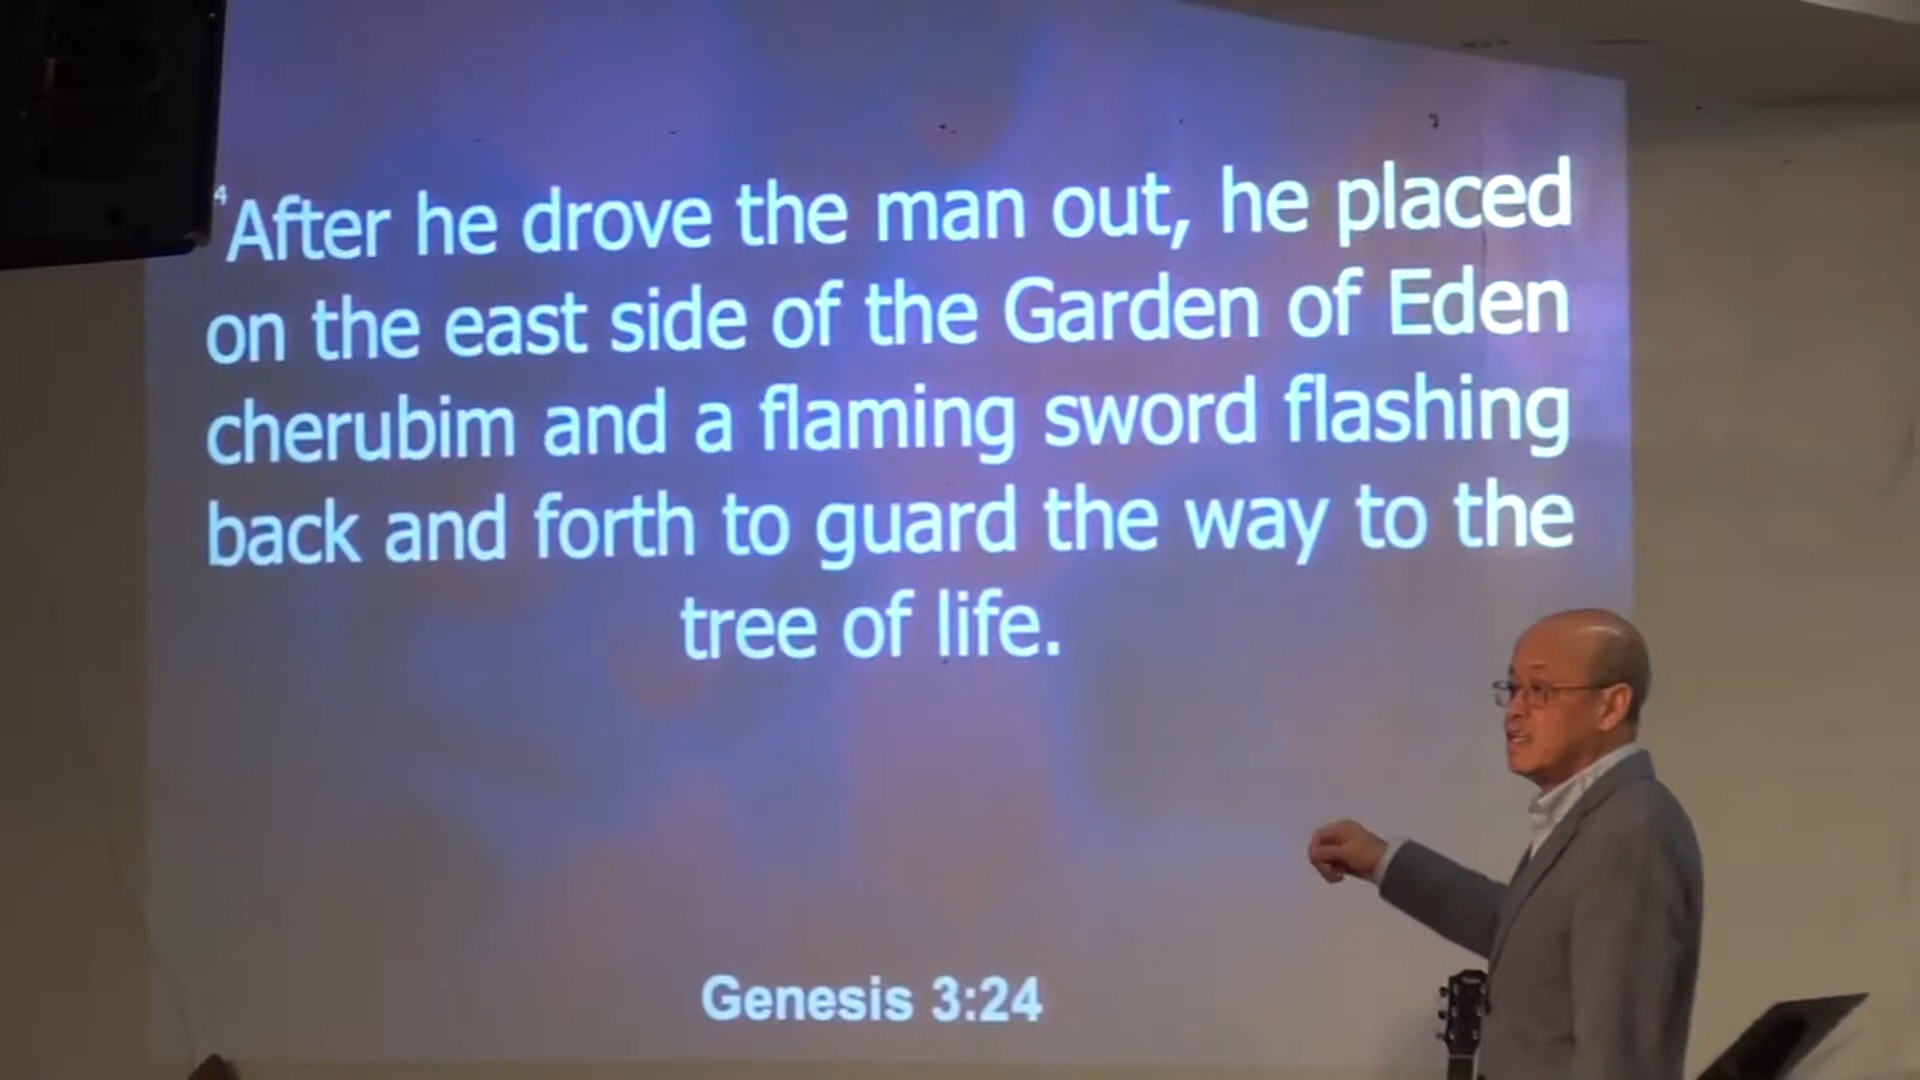 4 After he drove the man out, he placed
on the east side of the Garden of Eden
cherubim and a flaming sword flashing
back and forth to guard the way to the
tree of life.
Genesis 3:24